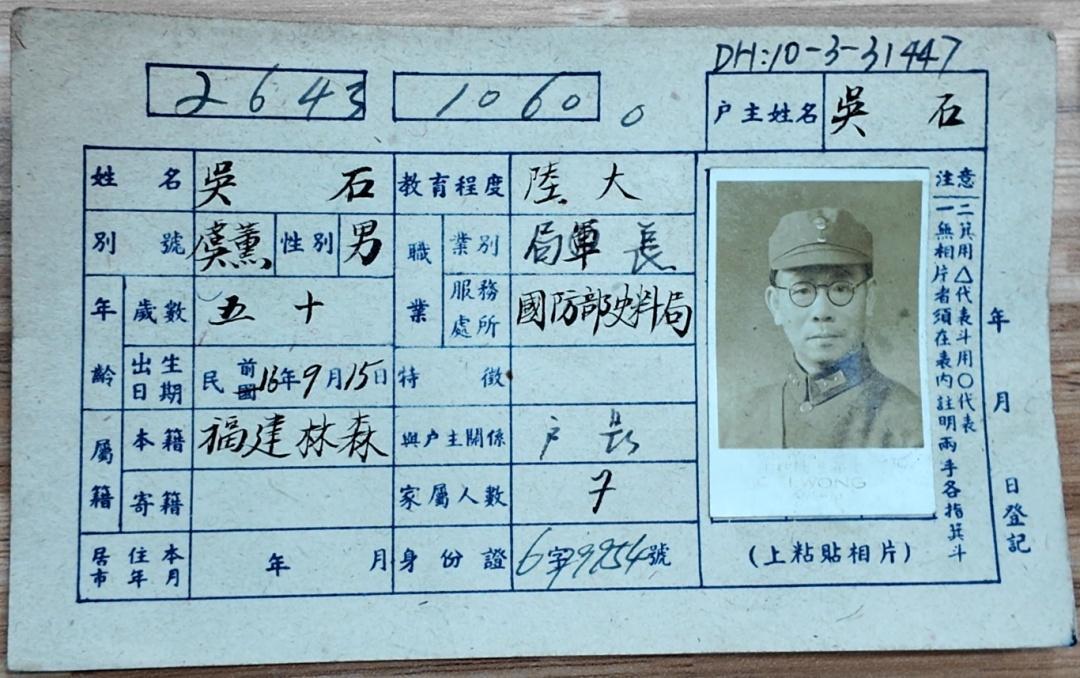 DH:10-3-31447
2643 1060 0
户主姓名 吳石
姓名 吳石 教育程度 陸大
別號 虞薰 性別 男 職業 業別 軍 局長
年齡 歲數 五十 服務處所 國防部史料局
出生日期 民前國16年9月15日 特徵
屬籍 本籍 福建林森 與户主關係 户長
寄籍 家屬人數 7
居住本市年月 年 月 身份證 6字9254號
(上粘貼相片)
WONG
注意
一無相片者須在表內註明兩手各指箕斗
二箕用△代表斗用○代表
年 月 日登記